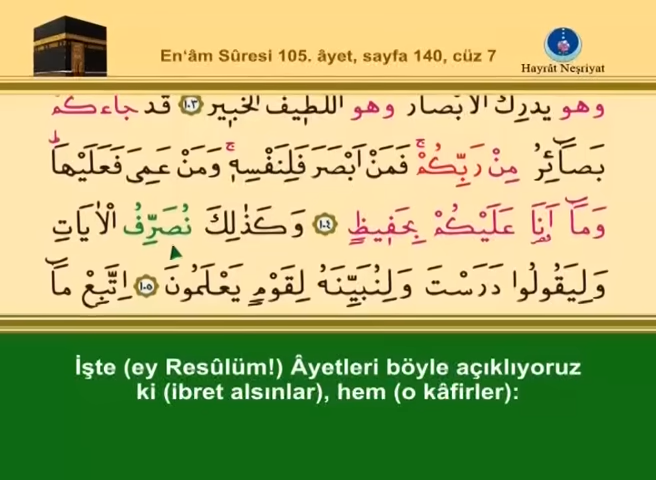 En'âm Sûresi 105. âyet, sayfa 140, cüz 7
Hayrât Neşriyat
وَهُوَ يُدْرِكُ الْاَبْصَارَ وَهُوَ اللَّطٖيفُ الْخَبٖيرُ ﴿١٠٣﴾ قَدْ جَٓاءَكُمْ
بَصَٓائِرُ مِنْ رَبِّكُمْۚ فَمَنْ اَبْصَرَ فَلِنَفْسِهٖۚ وَمَنْ عَمِىَ فَعَلَيْهَاؕ
وَمَٓا اَنَا۬ عَلَيْكُمْ بِحَفٖيظٍ ﴿١٠٤﴾ وَكَذٰلِكَ نُصَرِّفُ الْاٰيَاتِ
وَلِيَقُولُوا دَرَسْتَ وَلِنُبَيِّنَهُ لِقَوْمٍ يَعْلَمُونَ ﴿١٠٥﴾ اِتَّبِعْ مَٓا
İşte (ey Resûlüm!) Âyetleri böyle açıklıyoruz
ki (ibret alsınlar), hem (o kâfirler):